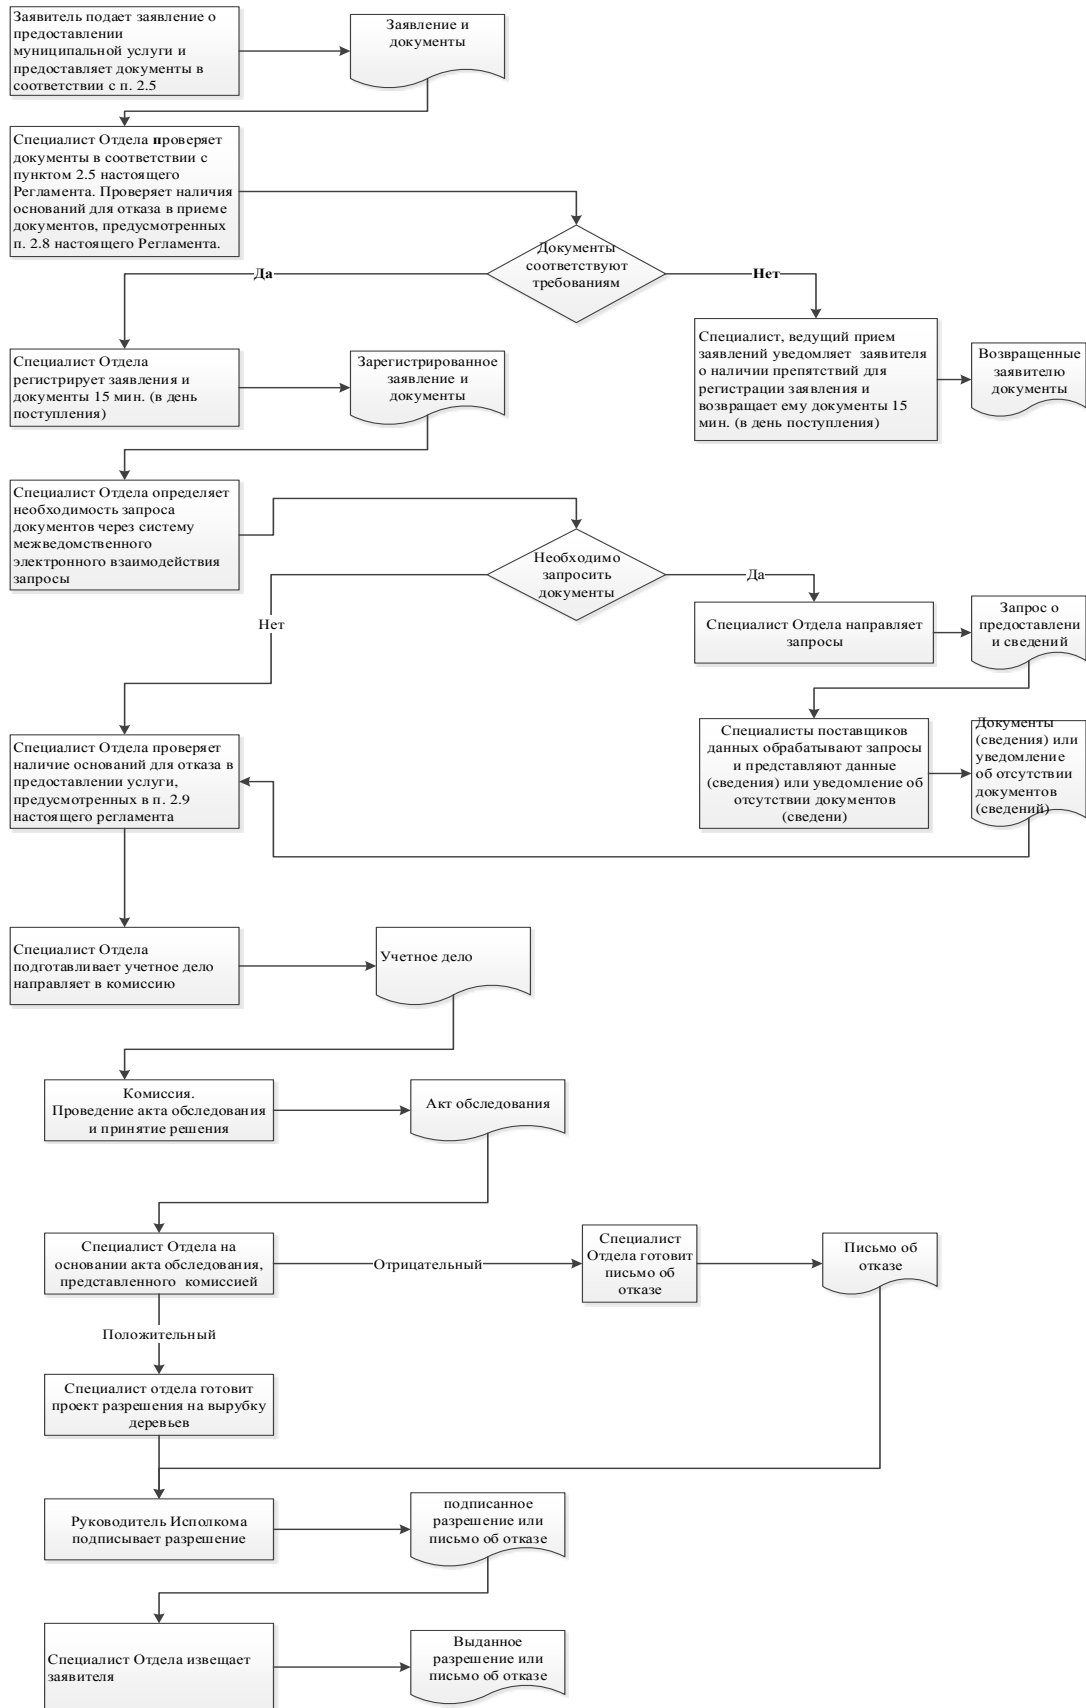 Заявитель подает заявление о
предоставлении
муниципальной услуги и
предоставляет документы в
соответствии с п. 2.5
Заявление и
документы
Специалист Отдела проверяет
документы в соответствии с
пунктом 2.5 настоящего
Регламента. Проверяет наличия
оснований для отказа в приеме
документов, предусмотренных
п. 2.8 настоящего Регламента.
Документы
соответствуют
требованиям
Да
Нет
Специалист Отдела
регистрирует заявления и
документы 15 мин. (в день
поступления)
Зарегистрированное
заявление и
документы
Специалист, ведущий прием
заявлений уведомляет заявителя
о наличии препятствий для
регистрации заявления и
возвращает ему документы 15
мин. (в день поступления)
Возвращенные
заявителю
документы
Специалист Отдела определяет
необходимость запроса
документов через систему
межведомственного
электронного взаимодействия
запросы
Необходимо
запросить
документы
Да
Нет
Специалист Отдела направляет
запросы
Запрос о
предоставлени
и сведений
Специалист Отдела проверяет
наличие оснований для отказа в
предоставлении услуги,
предусмотренных в п. 2.9
настоящего регламента
Специалисты поставщиков
данных обрабатывают запросы
и представляют данные
(сведения) или уведомление об
отсутствии документов
(сведени)
Документы
(сведения) или
уведомление
об отсутствии
документов
(сведений)
Специалист Отдела
подготавливает учетное дело
направляет в комиссию
Учетное дело
Комиссия.
Проведение акта обследования
и принятие решения
Акт обследования
Специалист Отдела на
основании акта обследования,
представленного комиссией
Отрицательный
Специалист
Отдела готовит
письмо об
отказе
Письмо об
отказе
Положительный
Специалист отдела готовит
проект разрешения на вырубку
деревьев
Руководитель Исполкома
подписывает разрешение
подписанное
разрешение или
письмо об отказе
Специалист Отдела извещает
заявителя
Выданное
разрешение или
письмо об отказе